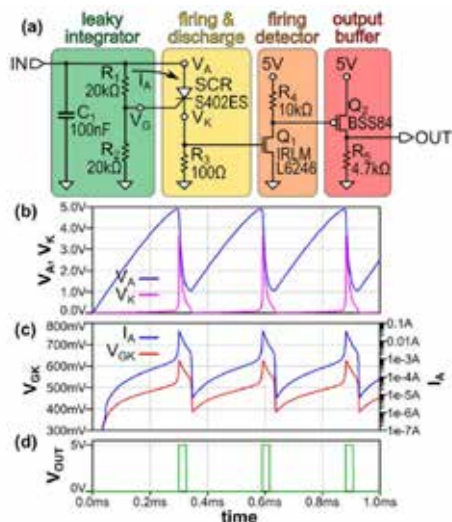 (a)
leaky integrator
firing & discharge
firing detector
output buffer
IN
C1 100nF
R1 20kΩ
R2 20kΩ
IA
VG
VA
SCR S402ES
VK
R3 100Ω
5V
R4 10kΩ
Q1 IRLM L6246
5V
Q2 BSS84
OUT
R5 4.7kΩ
(b)
VA, VK
5.0V
4.0V
3.0V
2.0V
1.0V
0.0V
VA
VK
(c)
VGK
800mV
700mV
600mV
500mV
400mV
300mV
IA
VGK
0.1A
0.01A
1e-3A
1e-4A
1e-5A
1e-6A
1e-7A
IA
(d)
VOUT
5V
0V
0.0ms 0.2ms 0.4ms 0.6ms 0.8ms 1.0ms
time